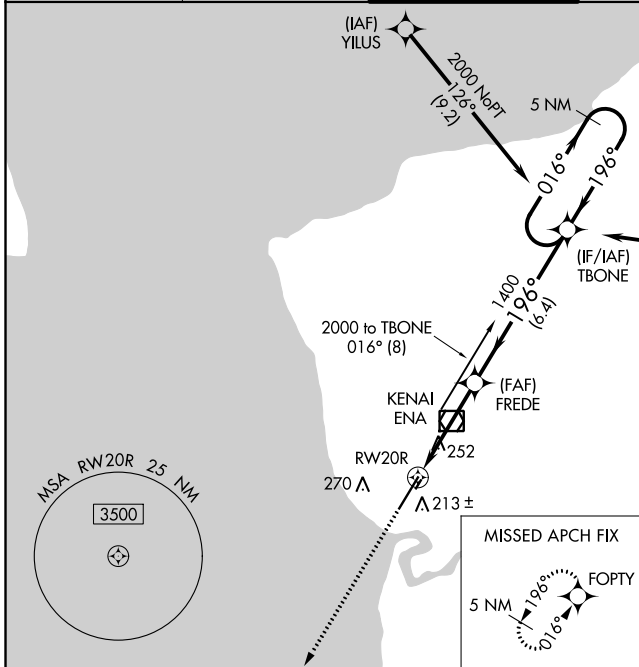 (IAF)
YILUS
2000 NoPT
126°
(9.2)
5 NM
016°
196°
(IF/IAF)
TBONE
1400
196°
(6.4)
2000 to TBONE
016° (8)
(FAF)
FREDE
KENAI
ENA
252
RW20R
270
213 ±
MSA RW20R 25 NM
3500
MISSED APCH FIX
FOPTY
5 NM
196°
016°